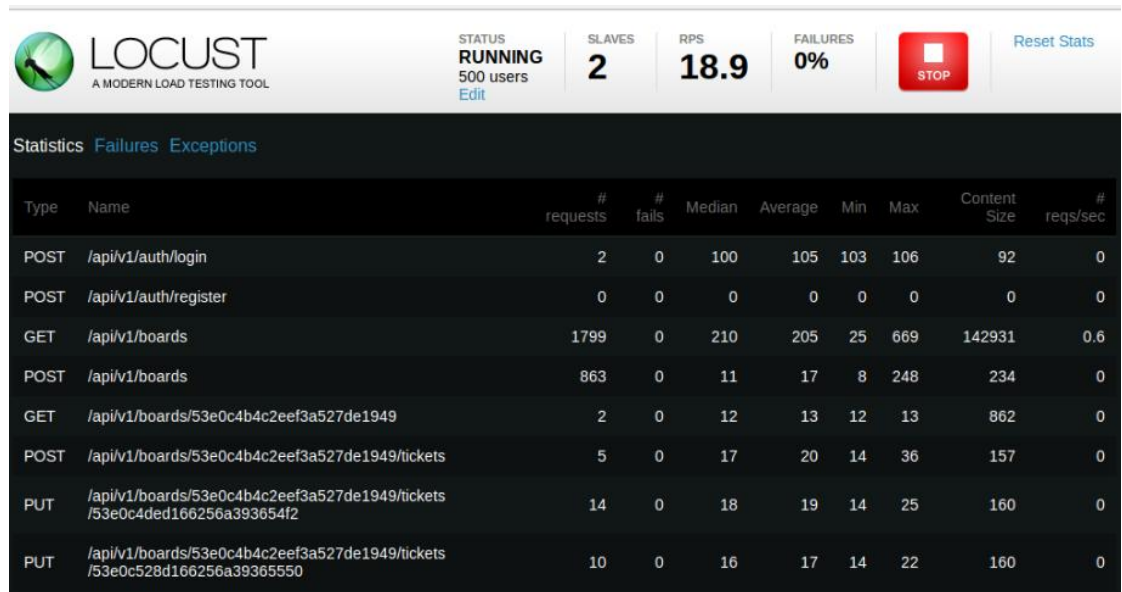 LOCUST
A MODERN LOAD TESTING TOOL
STATUS
RUNNING
500 users
Edit
SLAVES
2
RPS
18.9
FAILURES
0%
STOP
Reset Stats
Statistics Failures Exceptions
Type Name # requests # fails Median Average Min Max Content Size # reqs/sec
POST /api/v1/auth/login 2 0 100 105 103 106 92 0
POST /api/v1/auth/register 0 0 0 0 0 0 0 0
GET /api/v1/boards 1799 0 210 205 25 669 142931 0.6
POST /api/v1/boards 863 0 11 17 8 248 234 0
GET /api/v1/boards/53e0c4b4c2eef3a527de1949 2 0 12 13 12 13 862 0
POST /api/v1/boards/53e0c4b4c2eef3a527de1949/tickets 5 0 17 20 14 36 157 0
PUT /api/v1/boards/53e0c4b4c2eef3a527de1949/tickets
/53e0c4ded166256a393654f2 14 0 18 19 14 25 160 0
PUT /api/v1/boards/53e0c4b4c2eef3a527de1949/tickets
/53e0c528d166256a39365550 10 0 16 17 14 22 160 0